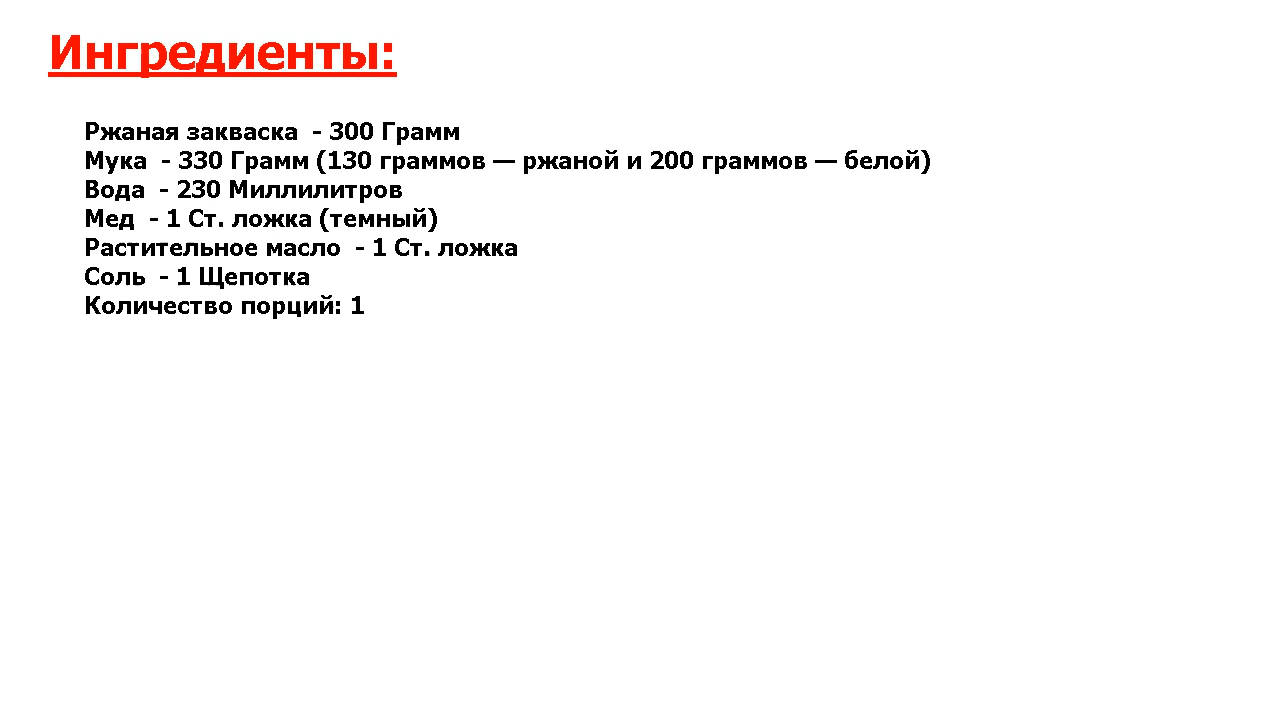 Ингредиенты:
Ржаная закваска  - 300 Грамм
Мука  - 330 Грамм (130 граммов — ржаной и 200 граммов — белой)
Вода  - 230 Миллилитров
Мед  - 1 Ст. ложка (темный)
Растительное масло  - 1 Ст. ложка
Соль  - 1 Щепотка
Количество порций: 1